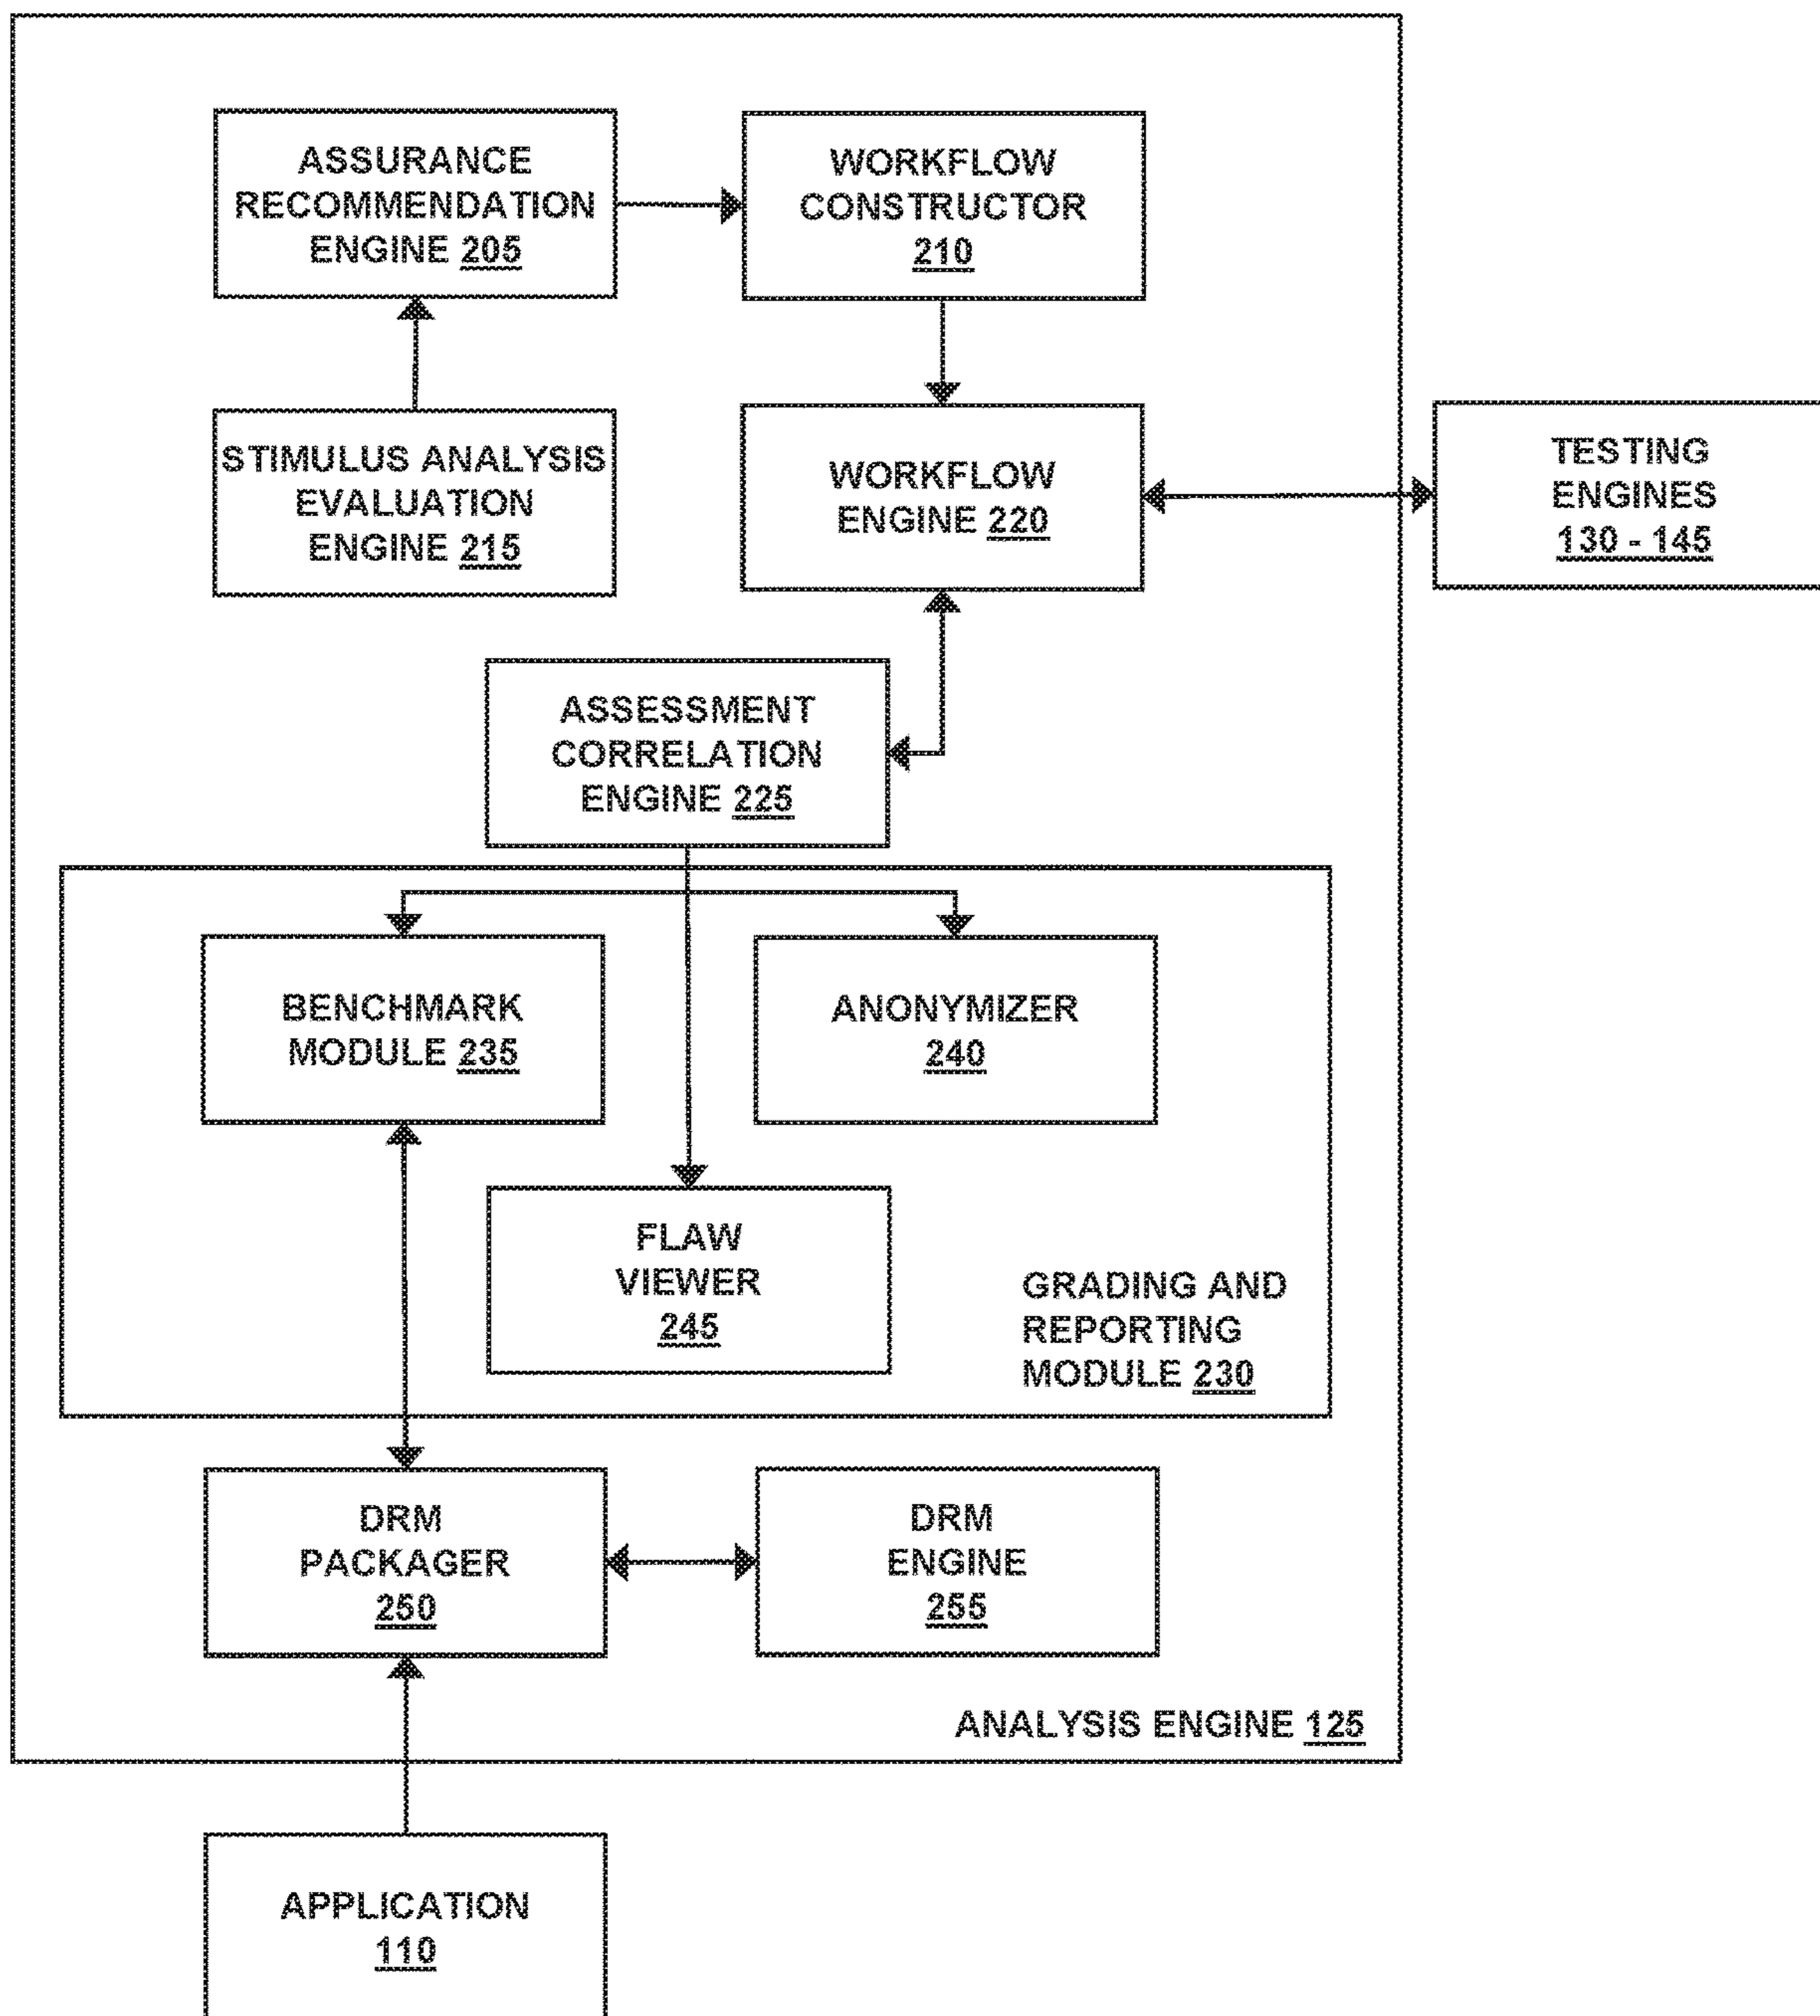 ASSURANCE
RECOMMENDATION
ENGINE 205
WORKFLOW
CONSTRUCTOR
210
STIMULUS ANALYSIS
EVALUATION
ENGINE 215
WORKFLOW
ENGINE 220
TESTING
ENGINES
130 - 145
ASSESSMENT
CORRELATION
ENGINE 225
BENCHMARK
MODULE 235
ANONYMIZER
240
FLAW
VIEWER
245
GRADING AND
REPORTING
MODULE 230
DRM
PACKAGER
250
DRM
ENGINE
255
ANALYSIS ENGINE 125
APPLICATION
110